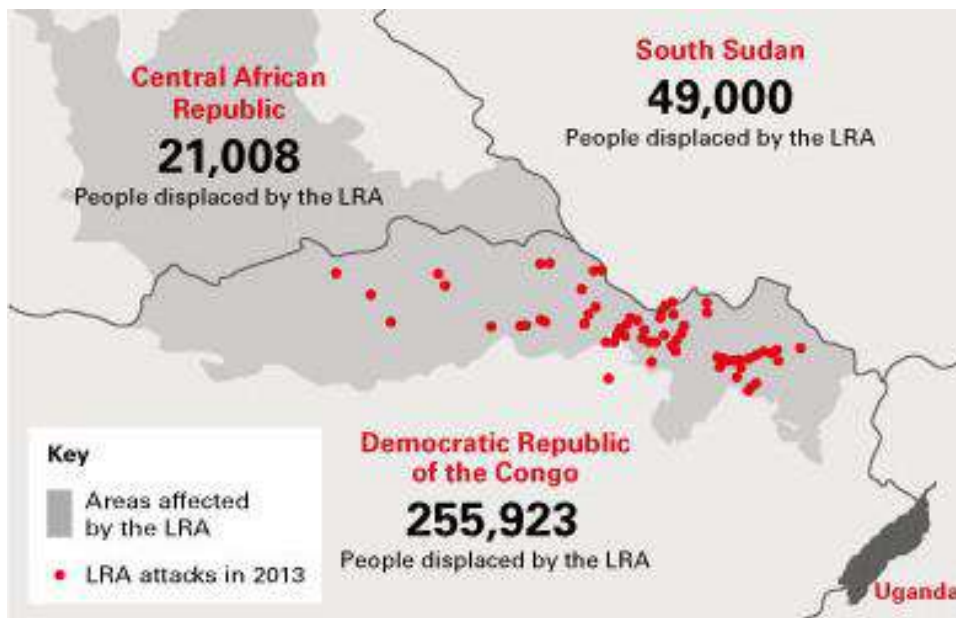 Central African
Republic
21,008
People displaced by the LRA
South Sudan
49,000
People displaced by the LRA
Democratic Republic
of the Congo
255,923
People displaced by the LRA
Key
Areas affected
by the LRA
LRA attacks in 2013
Uganda